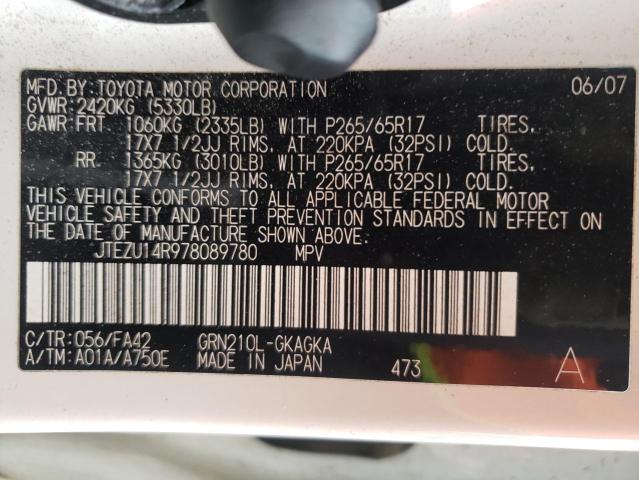 MFD. BY: TOYOTA MOTOR CORPORATION 06/07
GVWR: 2420KG (5330LB)
GAWR: FRT. 1060KG (2335LB) WITH P265/65R17 TIRES,
17X7 1/2JJ RIMS, AT 220KPA (32PSI) COLD.
RR. 1365KG (3010LB) WITH P265/65R17 TIRES,
17X7 1/2JJ RIMS, AT 220KPA (32PSI) COLD.
THIS VEHICLE CONFORMS TO ALL APPLICABLE FEDERAL MOTOR
VEHICLE SAFETY AND THEFT PREVENTION STANDARDS IN EFFECT ON
THE DATE OF MANUFACTURE SHOWN ABOVE.
JTEZU14R978089780 MPV
C/TR: 056/FA42 GRN210L-GKAGKA
A/TM: A01A/A750E MADE IN JAPAN 473 A